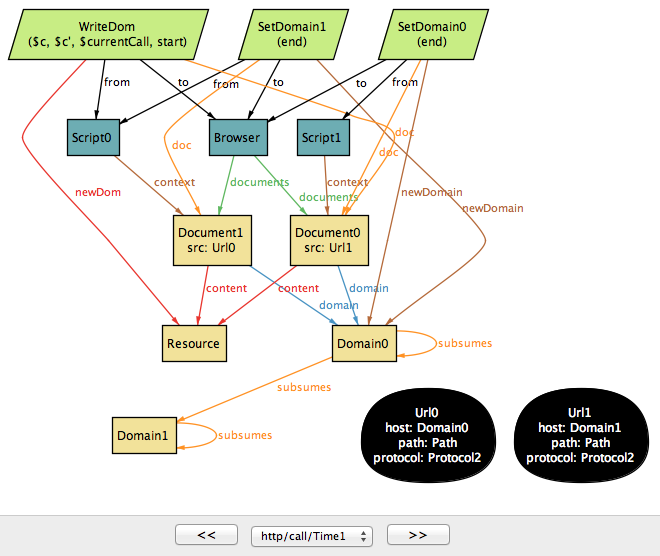 WriteDom
($c, $c', $currentCall, start)
SetDomain1
(end)
SetDomain0
(end)
from
to
from
to
to
from
Script0
Browser
Script1
doc
doc
doc
context
documents
documents
context
newDom
newDomain
newDomain
Document1
src: Url0
Document0
src: Url1
content
content
domain
domain
Resource
Domain0
subsumes
subsumes
Domain1
subsumes
Url0
host: Domain0
path: Path
protocol: Protocol2
Url1
host: Domain1
path: Path
protocol: Protocol2
<<
http/call/Time1
>>